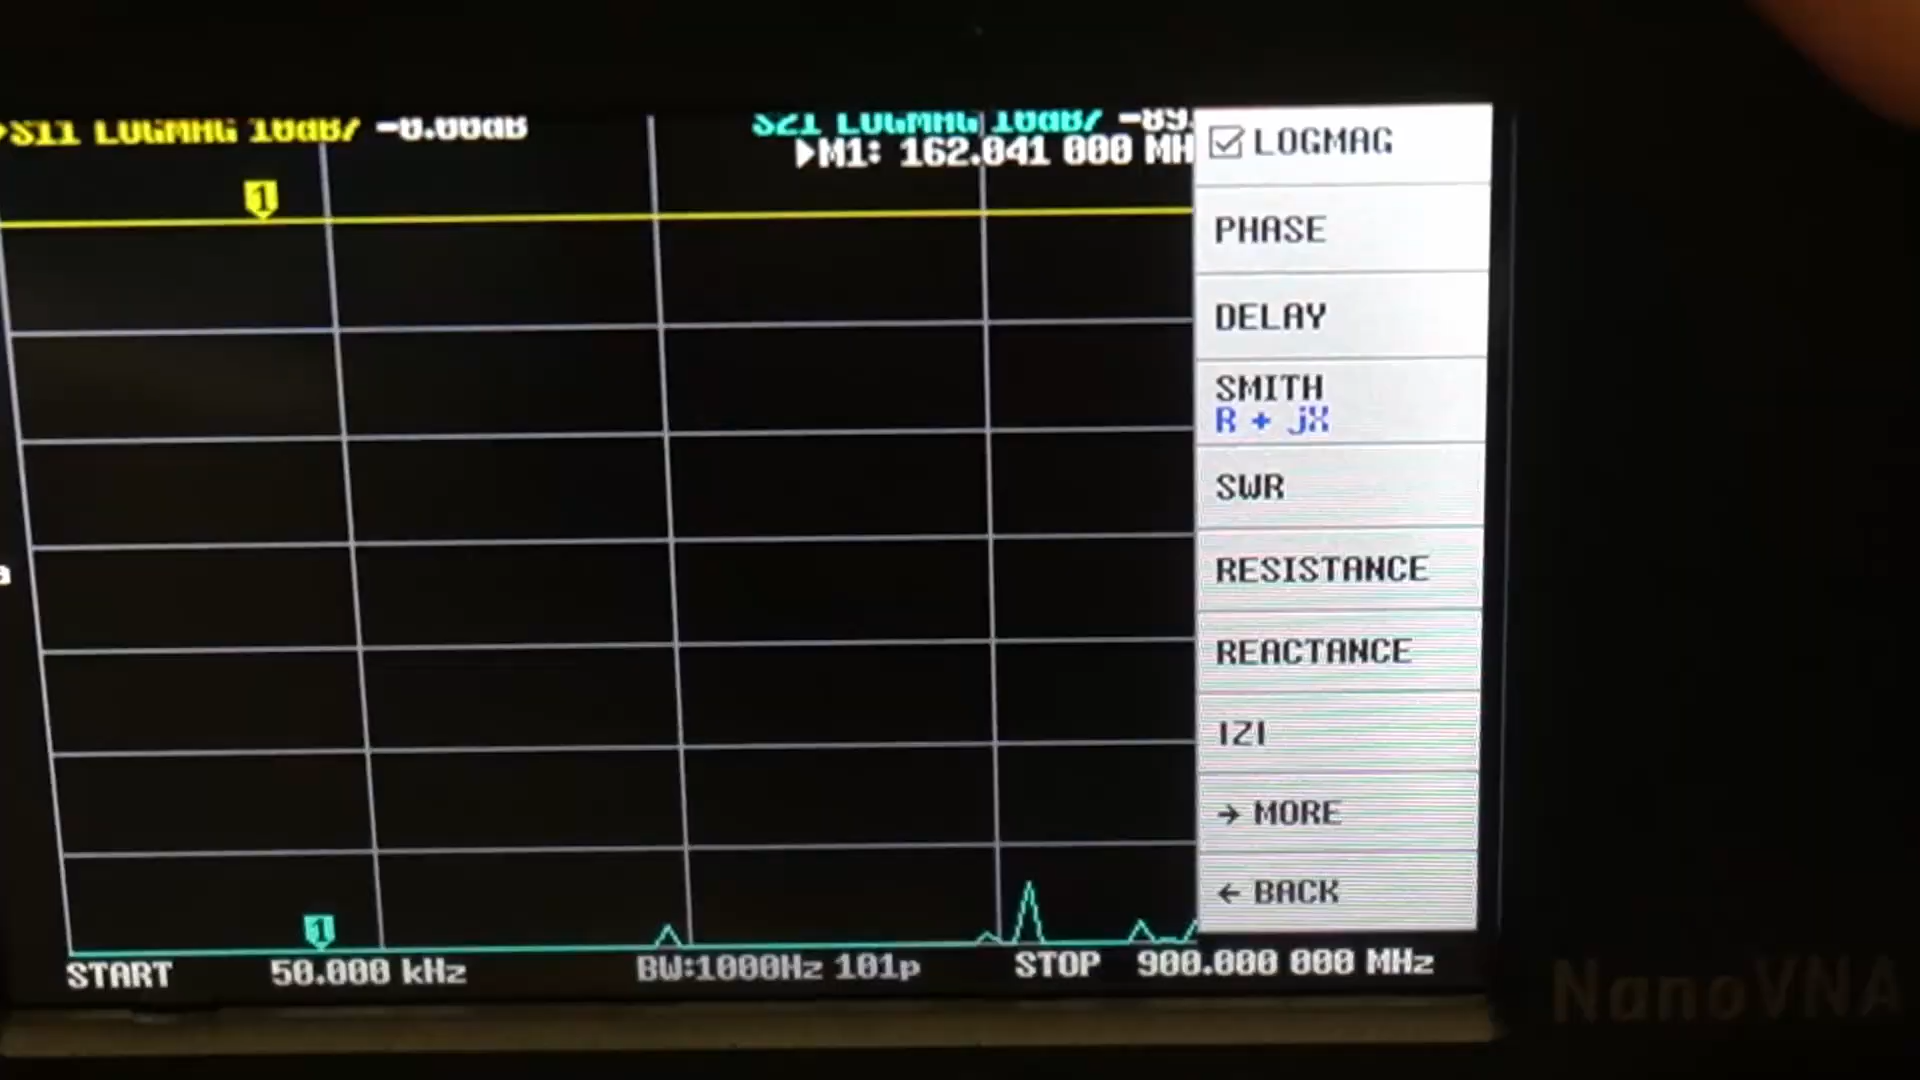 S11 LOGMAG 10dB/ -0.00dB
S21 LOGMAG 10dB/ -89.
▶M1: 162.041 000 MH
1
LOGMAG
PHASE
DELAY
SMITH
R + jX
SWR
RESISTANCE
REACTANCE
|Z|
→ MORE
← BACK
1
START 50.000 kHz BW:1000Hz 101p STOP 900.000 000 MHz
NanoVNA